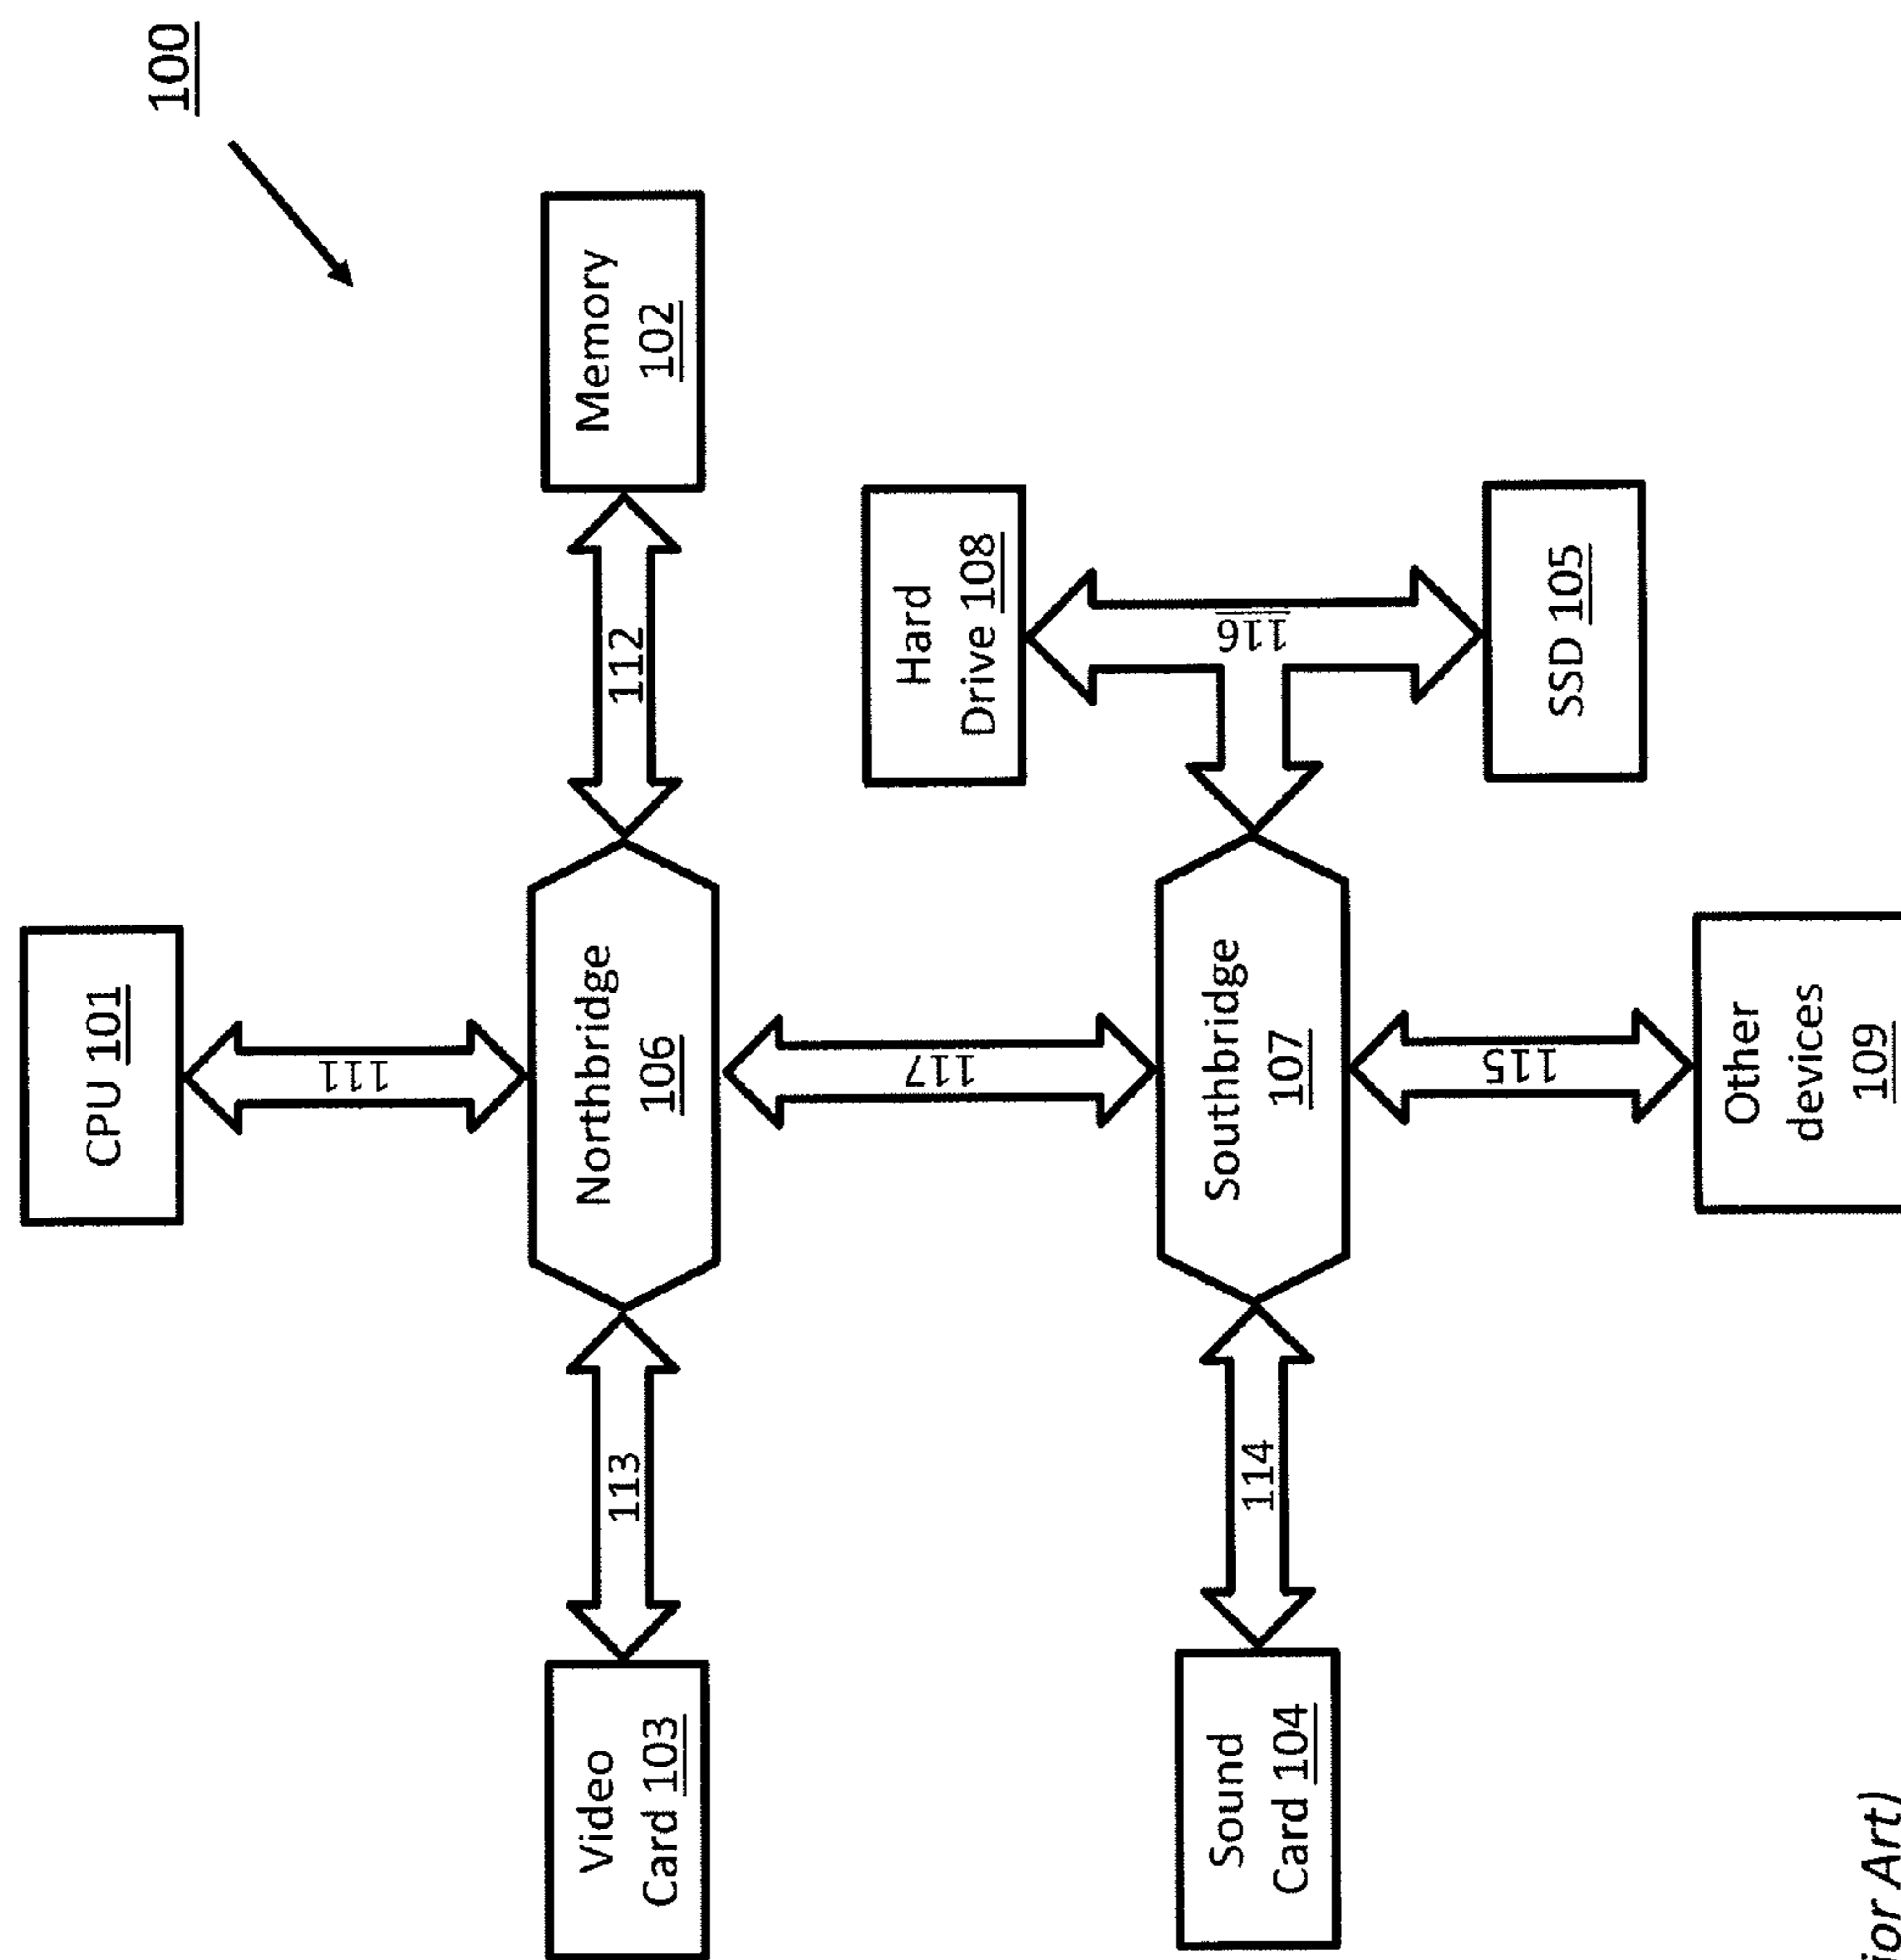 100
CPU 101
111
Video
Card 103
113
Northbridge
106
112
Memory
102
117
Hard
Drive 108
Sound
Card 104
114
Southbridge
107
116
115
SSD 105
Other
devices
109
ior Art)